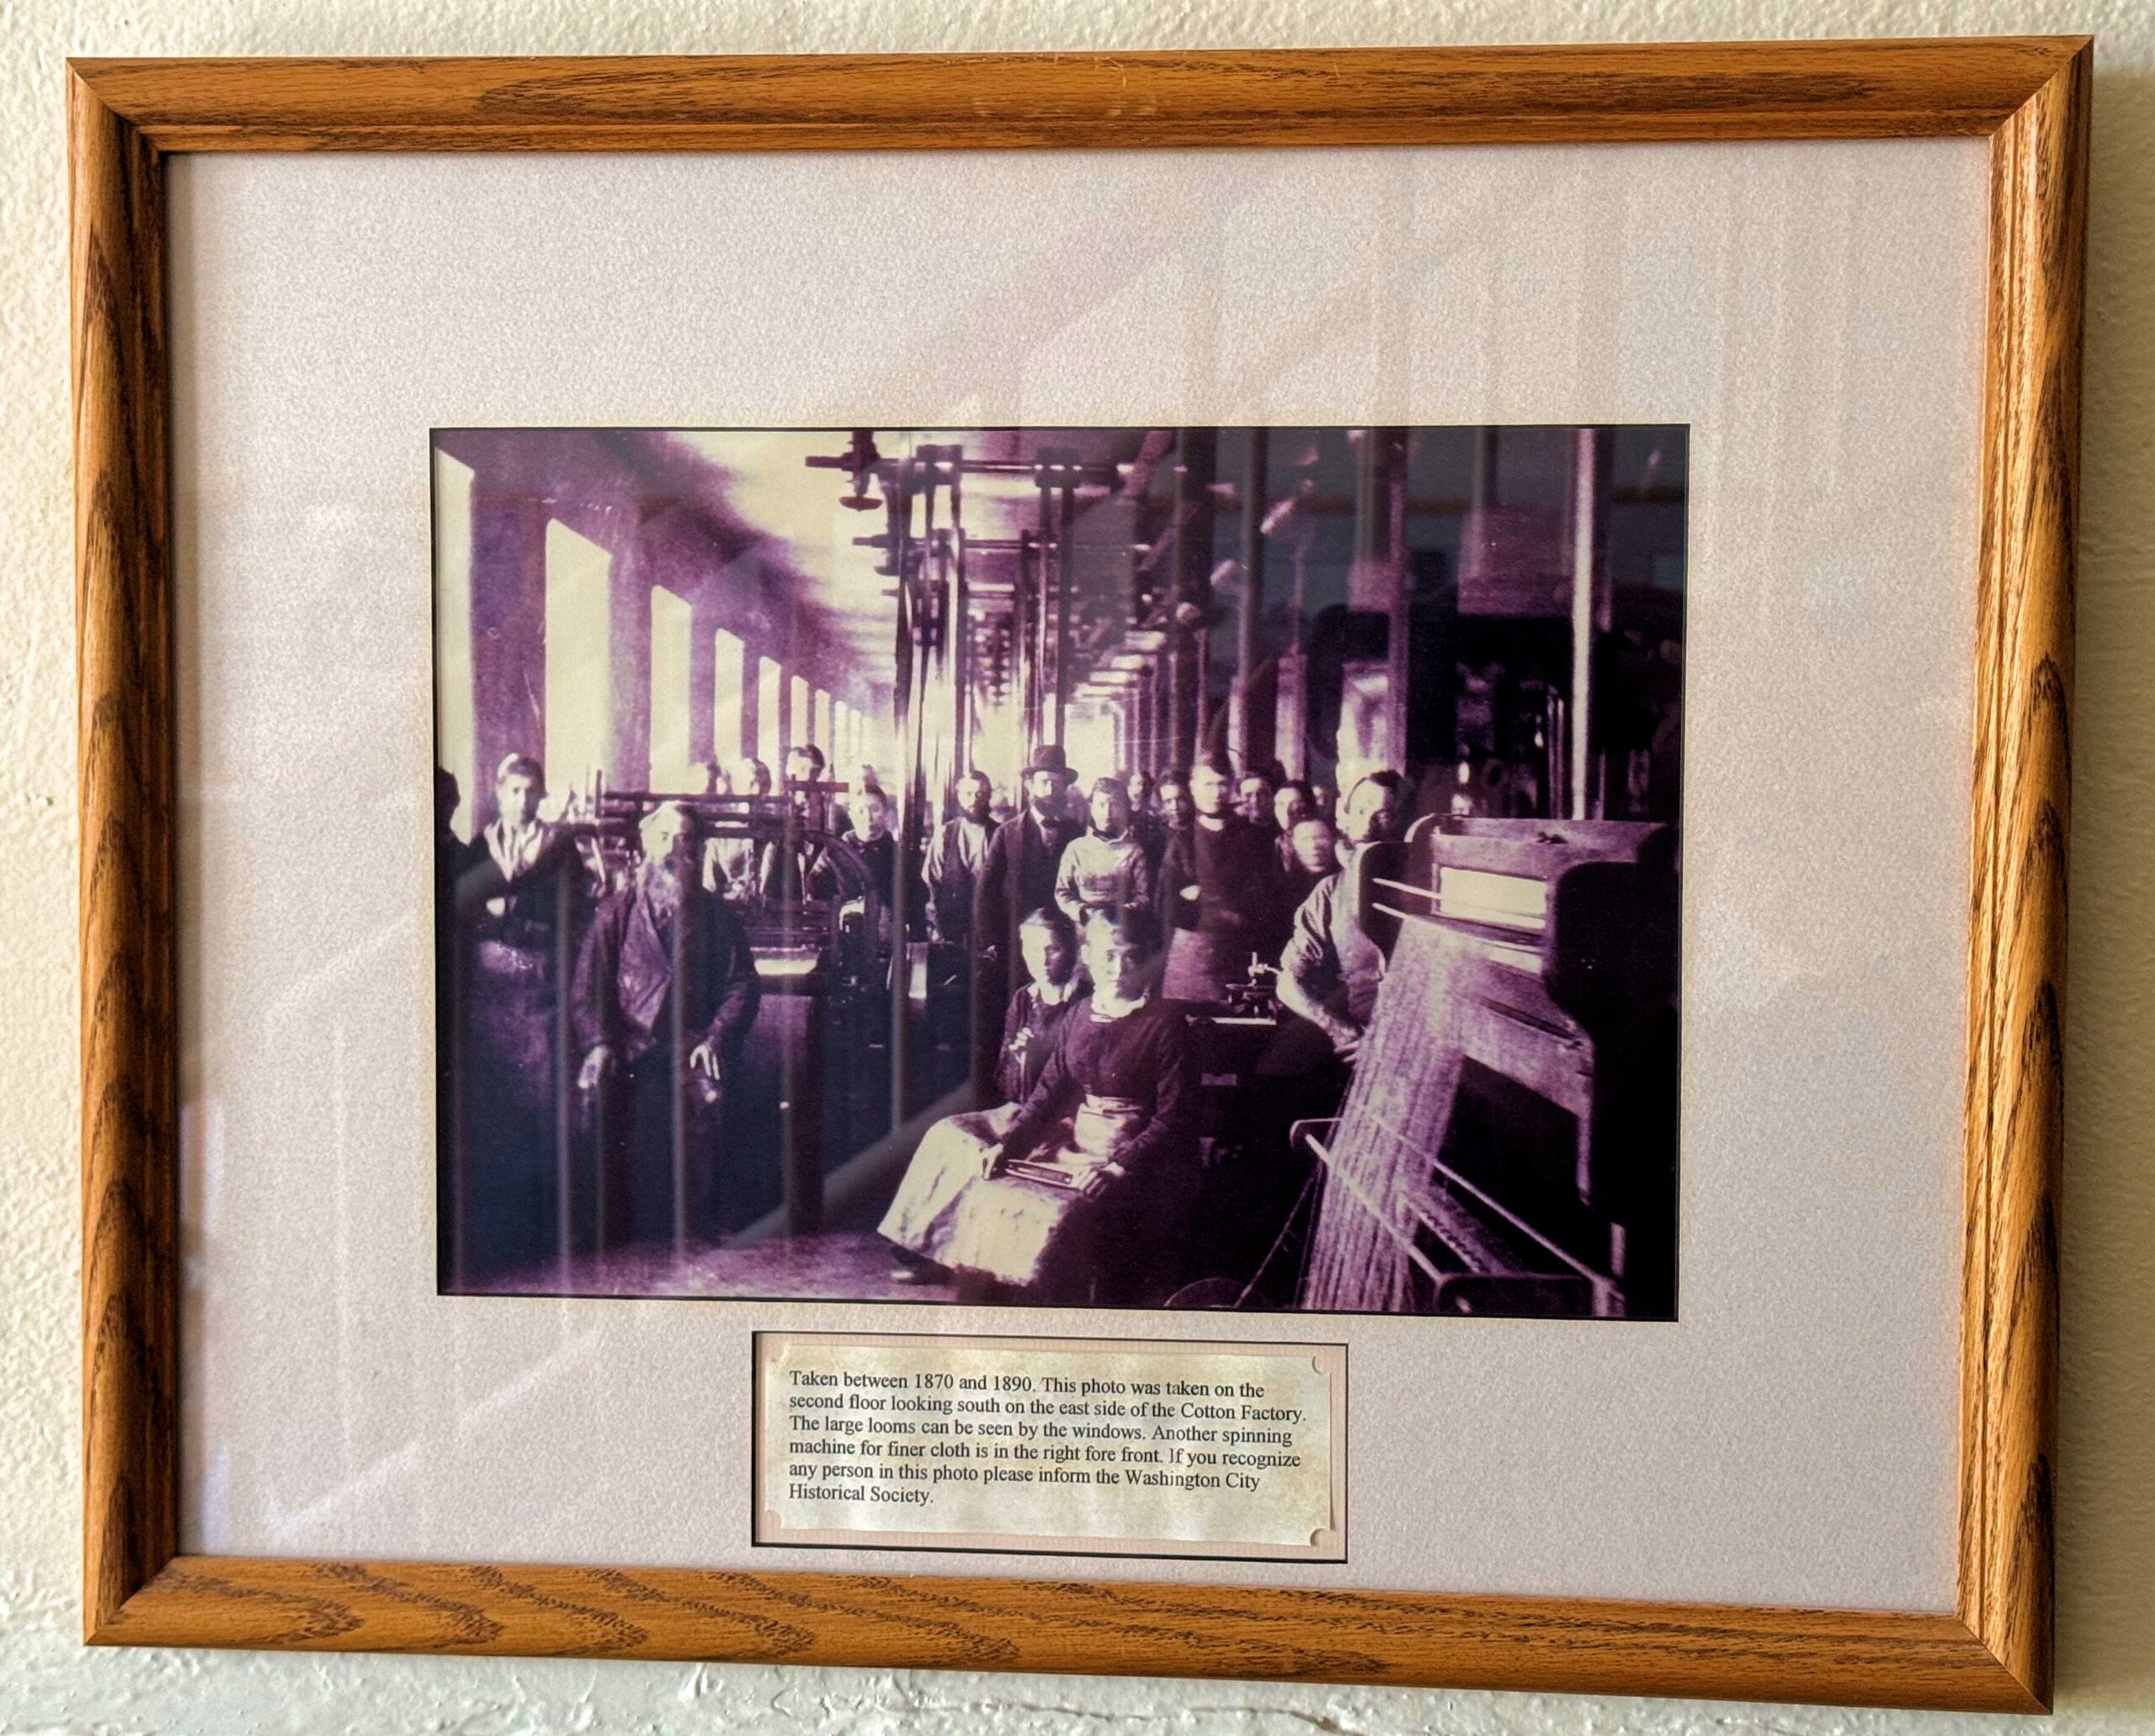 Taken between 1870 and 1890. This photo was taken on the
second floor looking south on the east side of the Cotton Factory.
The large looms can be seen by the windows. Another spinning
machine for finer cloth is in the right fore front. If you recognize
any person in this photo please inform the Washington City
Historical Society.